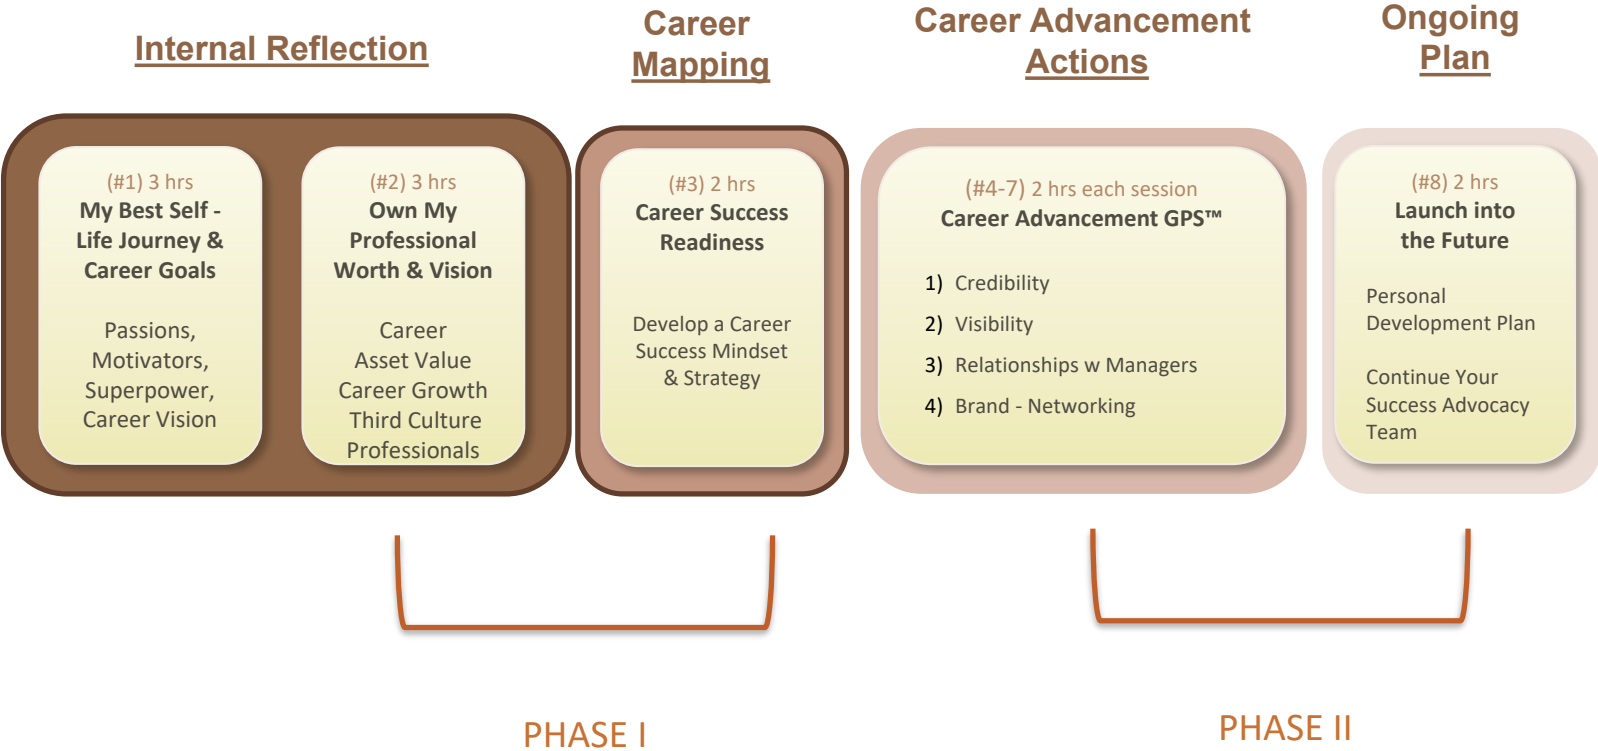 Internal Reflection
Career
Mapping
Career Advancement
Actions
Ongoing
Plan
(#1) 3 hrs
My Best Self -
Life Journey &
Career Goals
Passions,
Motivators,
Superpower,
Career Vision
(#2) 3 hrs
Own My
Professional
Worth & Vision
Career
Asset Value
Career Growth
Third Culture
Professionals
(#3) 2 hrs
Career Success
Readiness
Develop a Career
Success Mindset
& Strategy
(#4-7) 2 hrs each session
Career Advancement GPS™
1) Credibility
2) Visibility
3) Relationships w Managers
4) Brand - Networking
(#8) 2 hrs
Launch into
the Future
Personal
Development Plan
Continue Your
Success Advocacy
Team
PHASE I
PHASE II